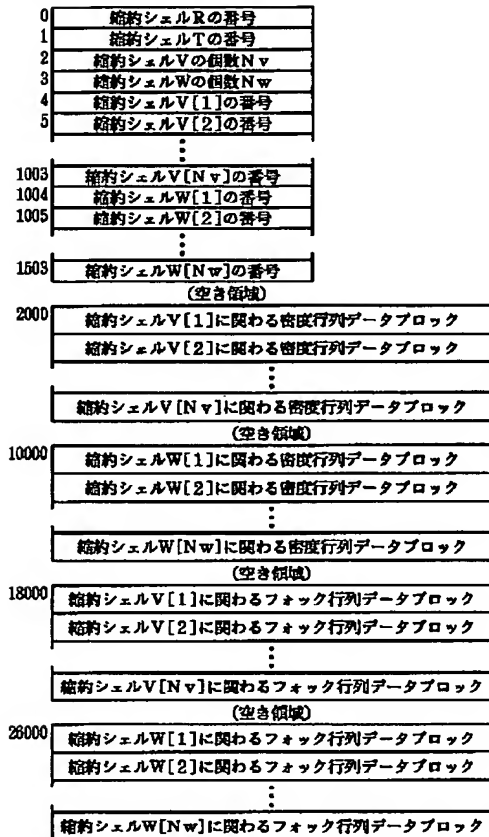 0 縮約シェルRの番号
1 縮約シェルTの番号
2 縮約シェルVの個数Nv
3 縮約シェルWの個数Nw
4 縮約シェルV[1]の番号
5 縮約シェルV[2]の番号
1003 縮約シェルV[Nv]の番号
1004 縮約シェルW[1]の番号
1005 縮約シェルW[2]の番号
1503 縮約シェルW[Nw]の番号
(空き領域)
2000 縮約シェルV[1]に関わる密度行列データブロック
縮約シェルV[2]に関わる密度行列データブロック
縮約シェルV[Nv]に関わる密度行列データブロック
(空き領域)
10000 縮約シェルW[1]に関わる密度行列データブロック
縮約シェルW[2]に関わる密度行列データブロック
縮約シェルW[Nw]に関わる密度行列データブロック
(空き領域)
18000 縮約シェルV[1]に関わるフォック行列データブロック
縮約シェルV[2]に関わるフォック行列データブロック
縮約シェルV[Nv]に関わるフォック行列データブロック
(空き領域)
26000 縮約シェルW[1]に関わるフォック行列データブロック
縮約シェルW[2]に関わるフォック行列データブロック
縮約シェルW[Nw]に関わるフォック行列データブロック